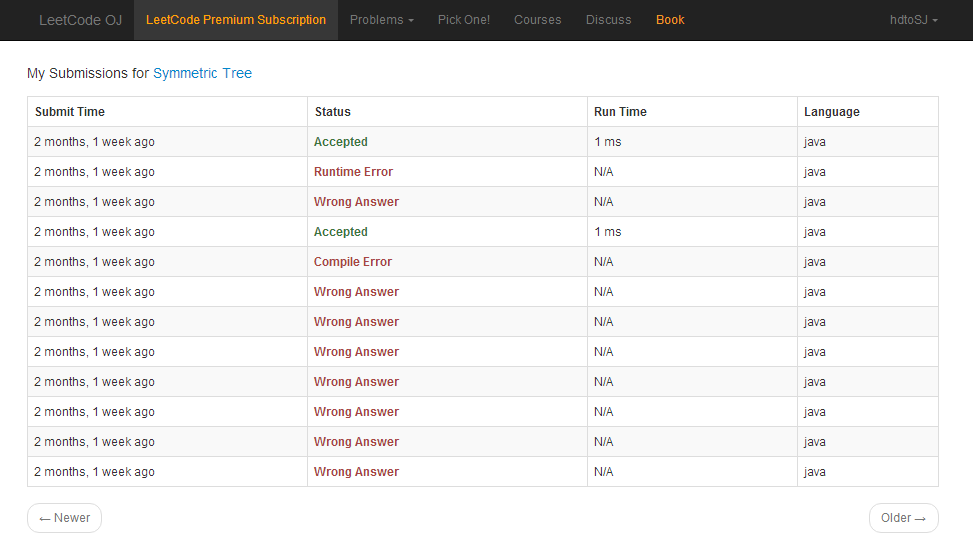 LeetCode OJ LeetCode Premium Subscription Problems Pick One! Courses Discuss Book hdtoSJ
My Submissions for Symmetric Tree
Submit Time Status Run Time Language
2 months, 1 week ago Accepted 1 ms java
2 months, 1 week ago Runtime Error N/A java
2 months, 1 week ago Wrong Answer N/A java
2 months, 1 week ago Accepted 1 ms java
2 months, 1 week ago Compile Error N/A java
2 months, 1 week ago Wrong Answer N/A java
2 months, 1 week ago Wrong Answer N/A java
2 months, 1 week ago Wrong Answer N/A java
2 months, 1 week ago Wrong Answer N/A java
2 months, 1 week ago Wrong Answer N/A java
2 months, 1 week ago Wrong Answer N/A java
2 months, 1 week ago Wrong Answer N/A java
← Newer Older →